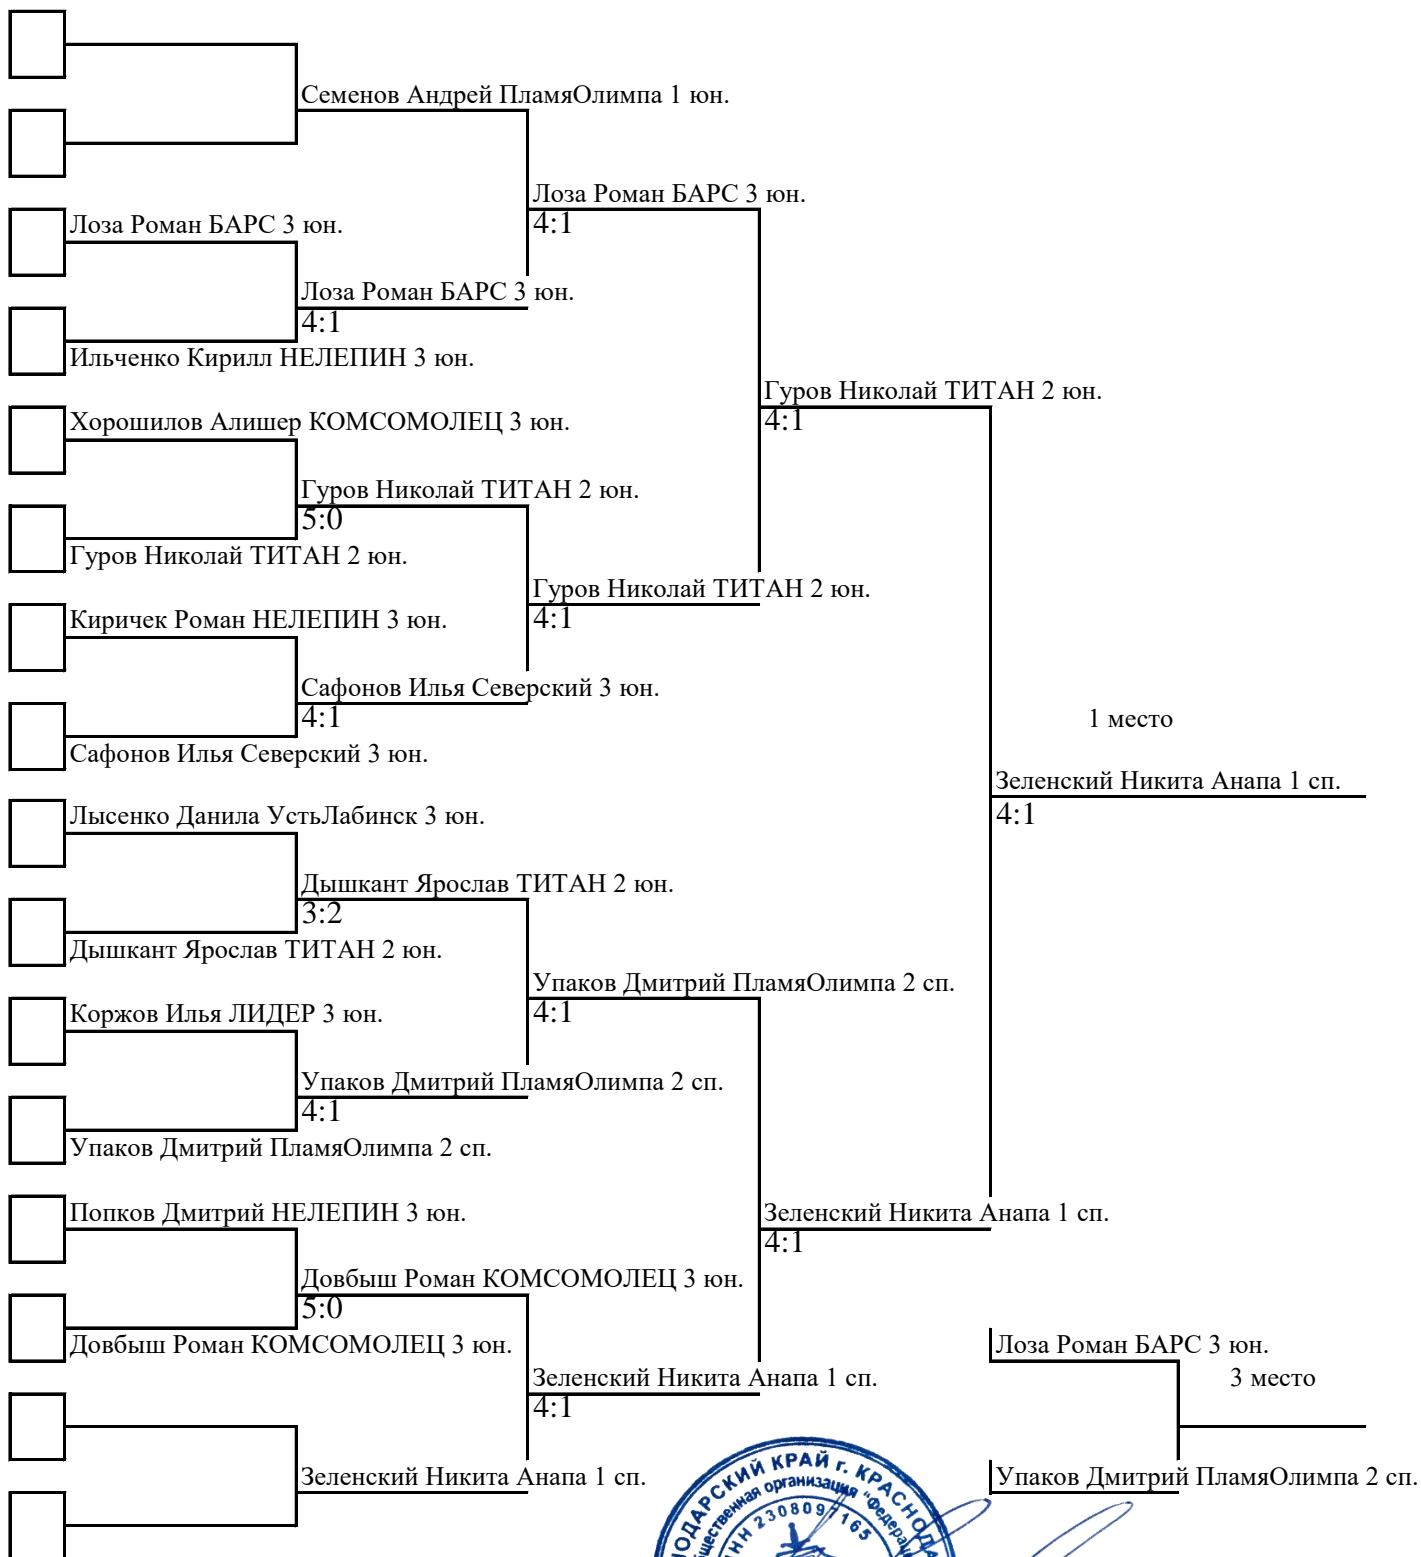 Семенов Андрей ПламяОлимпа 1 юн.
Лоза Роман БАРС 3 юн.
4:1
Лоза Роман БАРС 3 юн.
Лоза Роман БАРС 3 юн.
4:1
Ильченко Кирилл НЕЛЕПИН 3 юн.
Гуров Николай ТИТАН 2 юн.
4:1
Хорошилов Алишер КОМСОМОЛЕЦ 3 юн.
Гуров Николай ТИТАН 2 юн.
5:0
Гуров Николай ТИТАН 2 юн.
Гуров Николай ТИТАН 2 юн.
4:1
Киричек Роман НЕЛЕПИН 3 юн.
Сафонов Илья Северский 3 юн.
4:1
Сафонов Илья Северский 3 юн.
1 место
Зеленский Никита Анапа 1 сп.
4:1
Лысенко Данила УстьЛабинск 3 юн.
Дышкант Ярослав ТИТАН 2 юн.
3:2
Дышкант Ярослав ТИТАН 2 юн.
Упаков Дмитрий ПламяОлимпа 2 сп.
4:1
Коржов Илья ЛИДЕР 3 юн.
Упаков Дмитрий ПламяОлимпа 2 сп.
4:1
Упаков Дмитрий ПламяОлимпа 2 сп.
Попков Дмитрий НЕЛЕПИН 3 юн.
Зеленский Никита Анапа 1 сп.
4:1
Довбыш Роман КОМСОМОЛЕЦ 3 юн.
5:0
Довбыш Роман КОМСОМОЛЕЦ 3 юн.
Лоза Роман БАРС 3 юн.
Зеленский Никита Анапа 1 сп.
4:1
3 место
Зеленский Никита Анапа 1 сп.
Упаков Дмитрий ПламяОлимпа 2 сп.
КРАЙ г.
организация
ИНН 2308097165